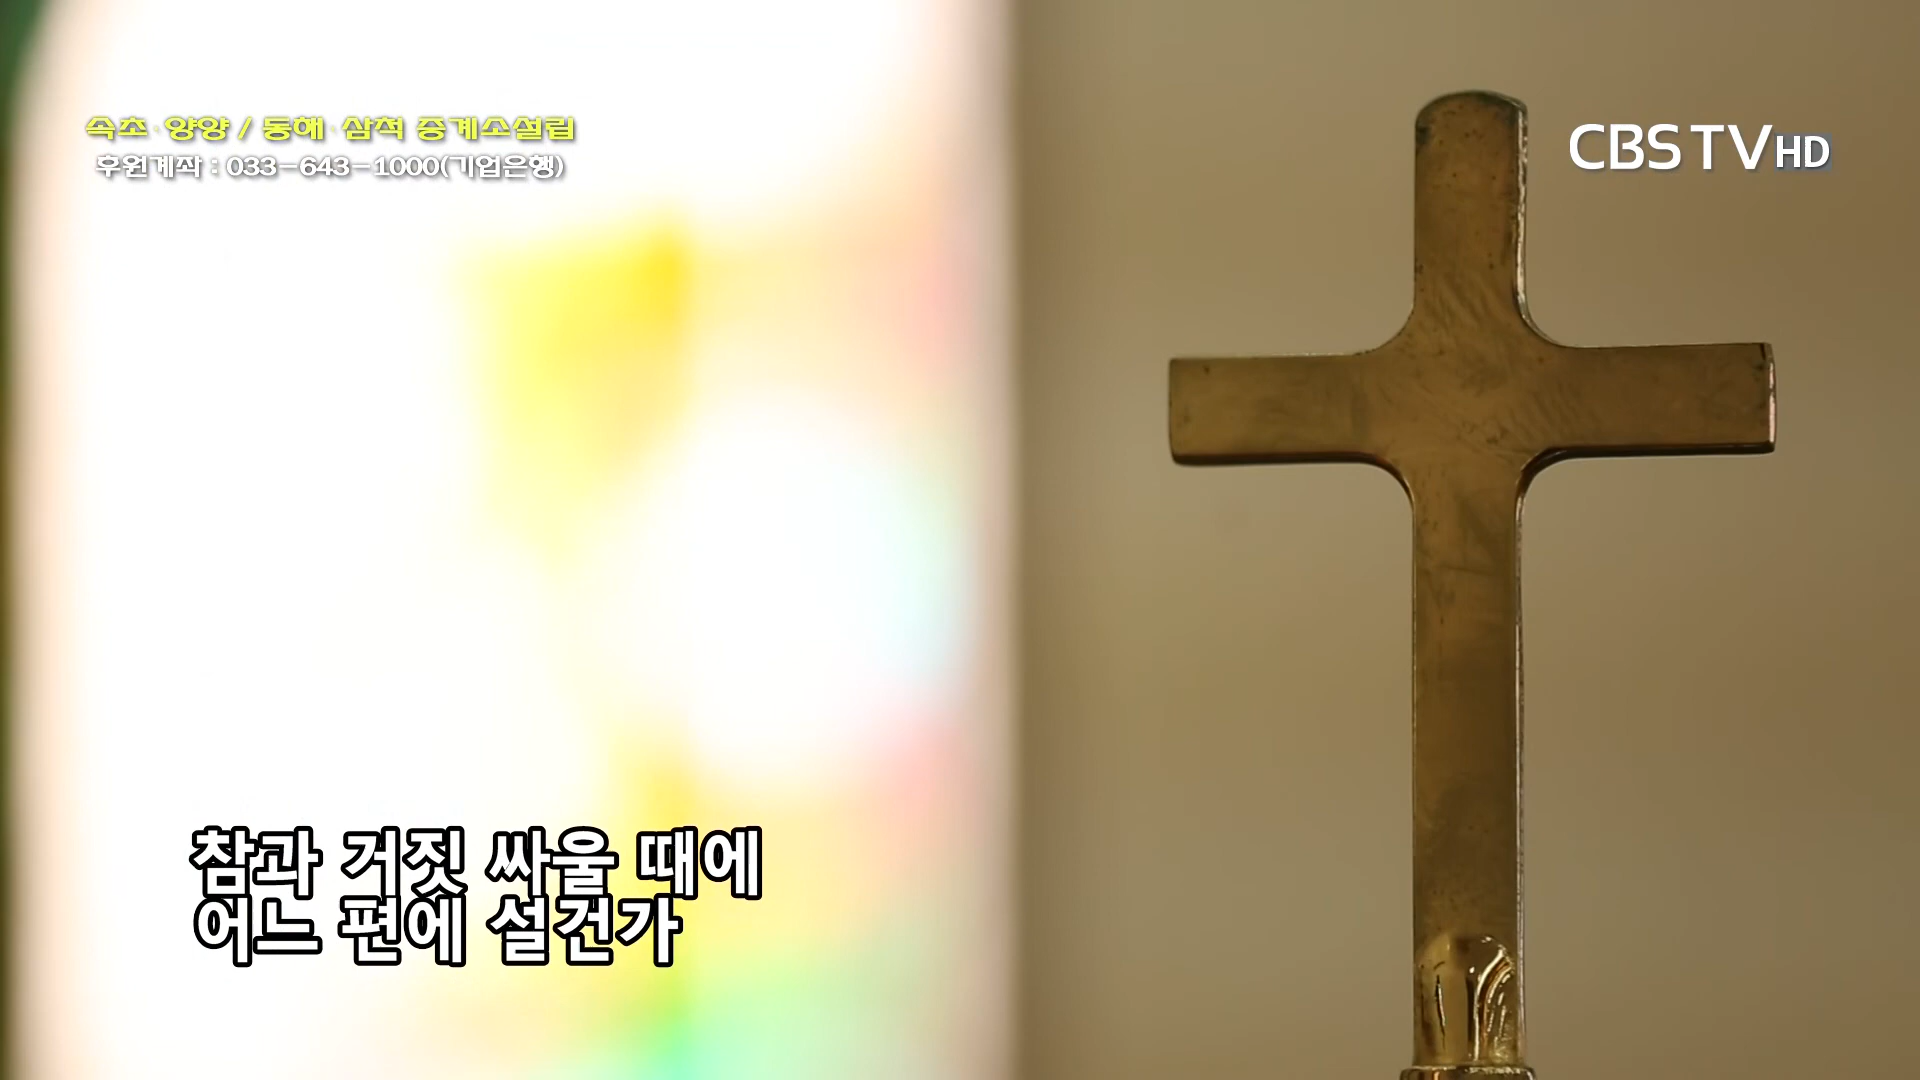 속초·양양 / 동해·삼척 중계소설립
후원계좌 : 033-643-1000(기업은행)
CBS TV HD
참과 거짓 싸울 때에
어느 편에 설건가